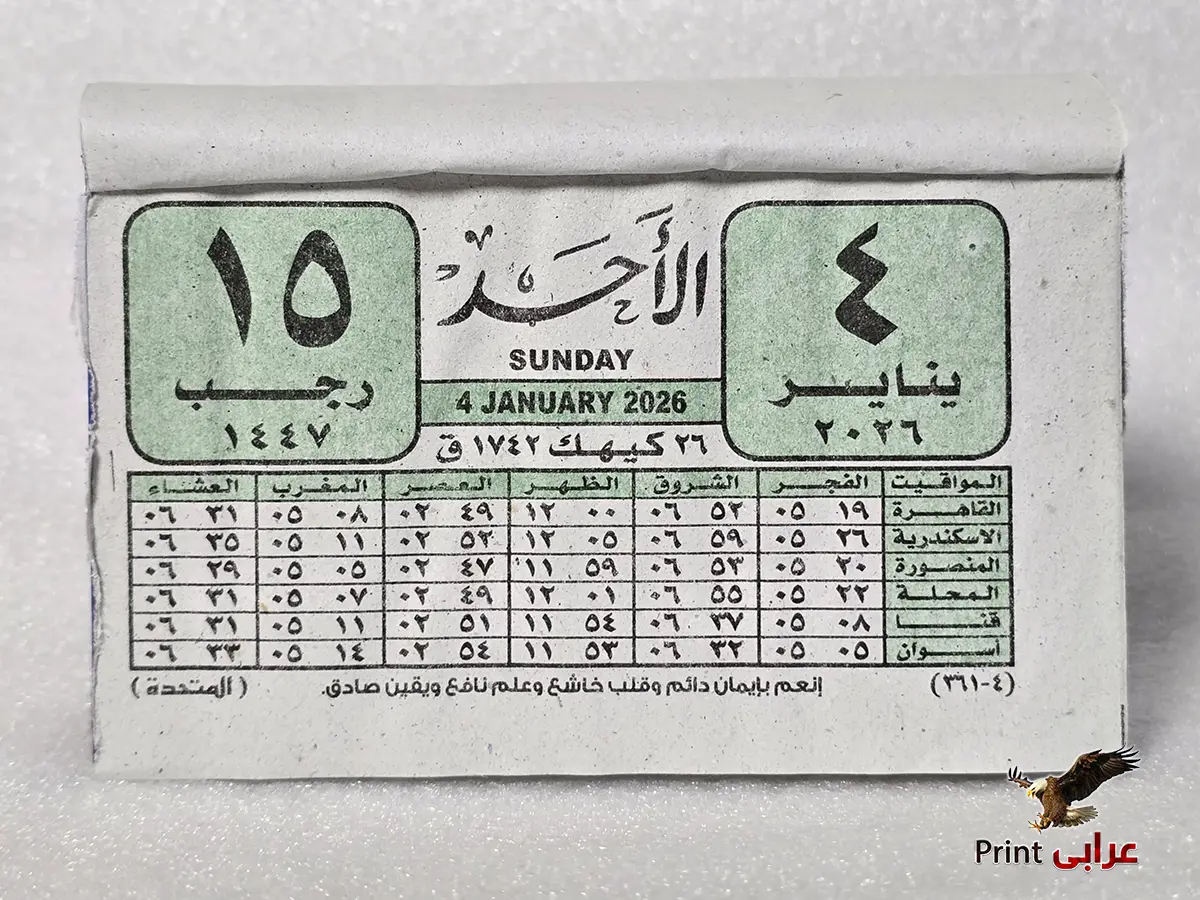 ٤
يناير
٢٠٢٦
الأحد
SUNDAY
4 JANUARY 2026
٢٦ كيهك ١٧٤٢ ق
١٥
رجب
١٤٤٧
المواقيت الفجر الشروق الظهر العصر المغرب العشاء
القاهرة ١٩ ٠٥ ٥٢ ٠٦ ٠٠ ١٢ ٤٩ ٠٢ ٠٨ ٠٥ ٣١ ٠٦
الاسكندرية ٢٦ ٠٥ ٥٩ ٠٦ ٠٥ ١٢ ٥٢ ٠٢ ١١ ٠٥ ٣٥ ٠٦
المنصورة ٢٠ ٠٥ ٥٣ ٠٦ ٥٩ ١١ ٤٧ ٠٢ ٠٥ ٠٥ ٢٩ ٠٦
المحلة ٢٢ ٠٥ ٥٥ ٠٦ ٠١ ١٢ ٤٩ ٠٢ ٠٧ ٠٥ ٣١ ٠٦
قنا ٠٨ ٠٥ ٣٧ ٠٦ ٥٤ ١١ ٥١ ٠٢ ١١ ٠٥ ٣١ ٠٦
أسوان ٠٥ ٠٥ ٣٢ ٠٦ ٥٣ ١١ ٥٤ ٠٢ ١٤ ٠٥ ٣٣ ٠٦
(٤-٣٦١) إنعم بإيمان دائم وقلب خاشع وعلم نافع ويقين صادق. (المتحدة)
Print عرابى